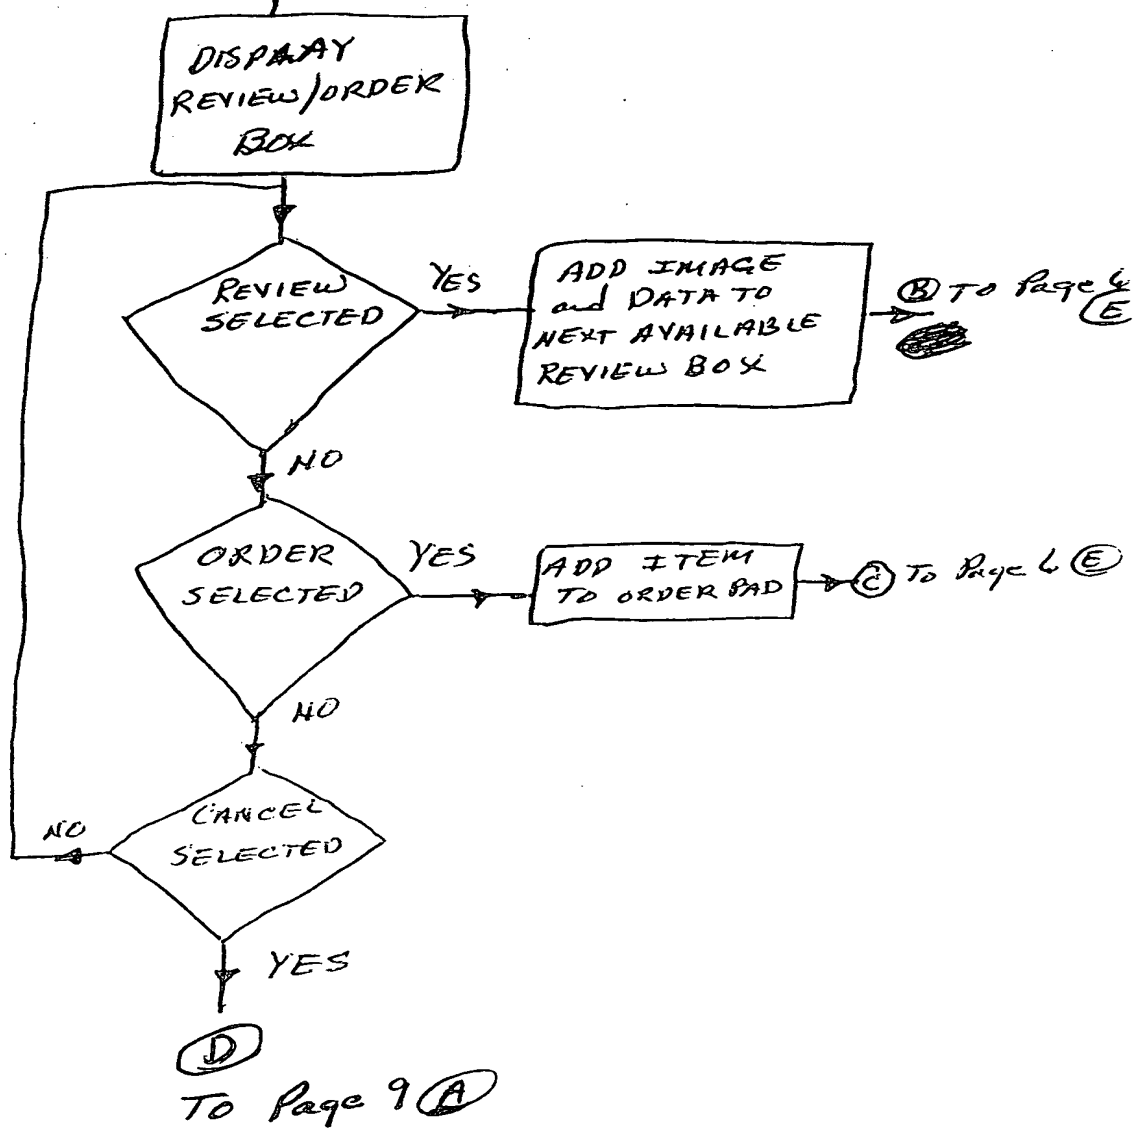 DISPAAY
REVIEW/ORDER
BOX
REVIEW
SELECTED
YES
ADD IMAGE
and DATA TO
NEXT AVAILABLE
REVIEW BOX
B TO Page 6
E
NO
ORDER
SELECTED
YES
ADD ITEM
TO ORDER PAD
C TO Page 6 E
NO
CANCEL
SELECTED
NO
YES
D
TO Page 9 A